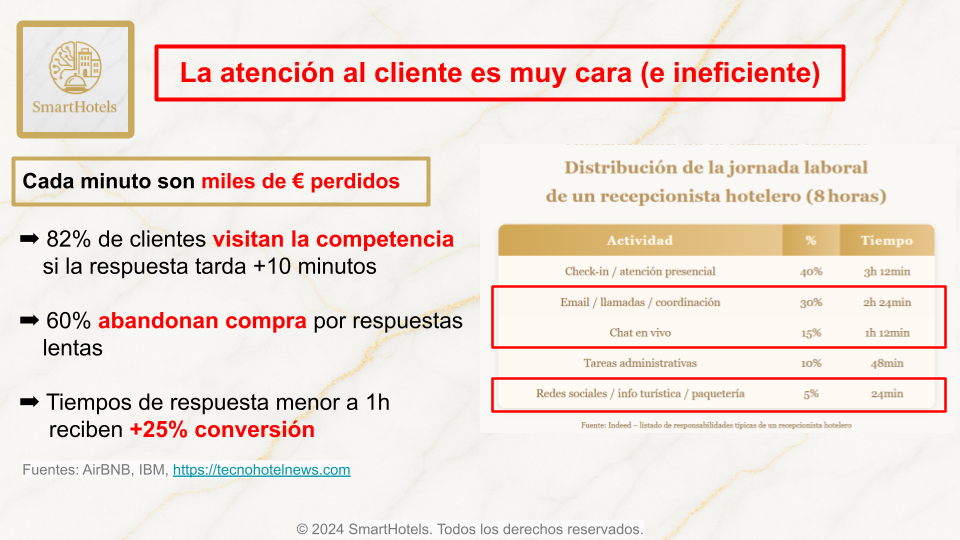 SmartHotels
La atención al cliente es muy cara (e ineficiente)
Cada minuto son miles de € perdidos
➡ 82% de clientes visitan la competencia
si la respuesta tarda +10 minutos
➡ 60% abandonan compra por respuestas
lentas
➡ Tiempos de respuesta menor a 1h
reciben +25% conversión
Fuentes: AirBNB, IBM, https://tecnohotelnews.com
Distribución de la jornada laboral
de un recepcionista hotelero (8 horas)
Actividad % Tiempo
Check-in / atención presencial 40% 3h 12min
Email / llamadas / coordinación 30% 2h 24min
Chat en vivo 15% 1h 12min
Tareas administrativas 10% 48min
Redes sociales / info turística / paquetería 5% 24min
Fuente: Indeed – listado de responsabilidades típicas de un recepcionista hotelero
© 2024 SmartHotels. Todos los derechos reservados.